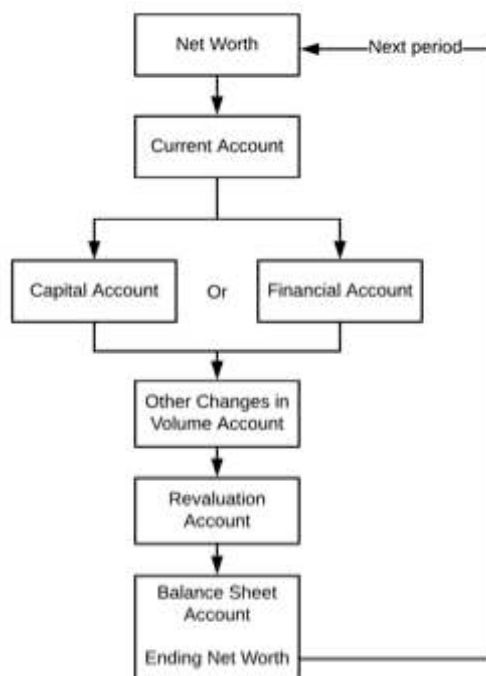 Net Worth
Next period
Current Account
Capital Account
Or
Financial Account
Other Changes in
Volume Account
Revaluation
Account
Balance Sheet
Account
Ending Net Worth